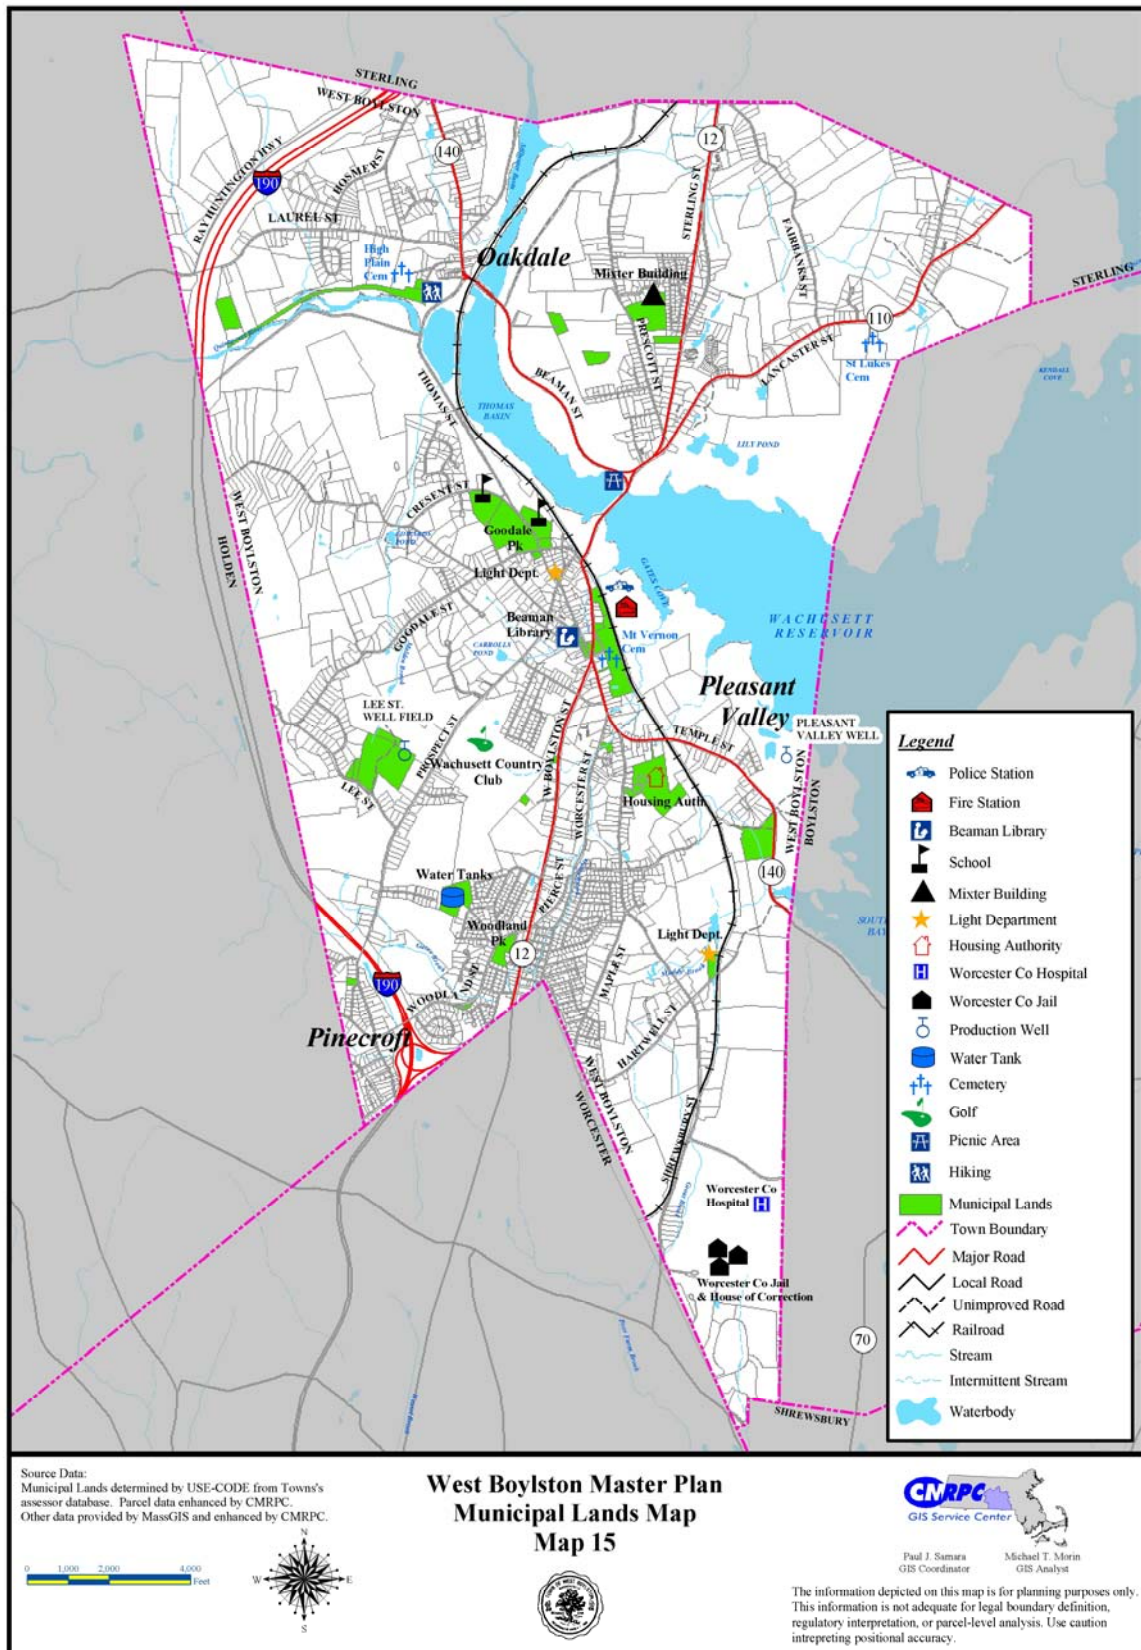 STERLING
WEST BOYLSTON
RAY HUNTINGTON HWY
190
HOSMER ST
LAUREL ST
140
12
STERLING ST
FAIRBANKS ST
High
Plain
Cem
Oakdale
Mixter Building
STERLING
110
PRESCOTT ST
LANCASTER ST
St Lukes
Cem
KENDALL
COVE
BEAMAN ST
THOMAS ST
THOMAS
BASIN
LILY POND
CRESENT ST
WEST BOYLSTON
HOLDEN
Goodale
Pk
Light Dept.
GATES COVE
GOODALE ST
Beaman
Library
CARROLLS
POND
Mt Vernon
Cem
WACHUSETT
RESERVOIR
Pleasant
Valley
LEE ST.
WELL FIELD
PROSPECT ST
Wachusett Country
Club
W BOYLSTON ST
WORCESTER ST
TEMPLE ST
PLEASANT
VALLEY WELL
WEST BOYLSTON
BOYLSTON
LEE ST
Housing Auth.
140
Water Tanks
PIERCE ST
Woodland
Pk
12
Light Dept.
MAPLE ST
SOUTH
BAY
190
WOODLAND ST
Pinecroft
HARTWELL ST
WEST BOYLSTON
WORCESTER
SHREWSBURY ST
Worcester Co
Hospital
H
Worcester Co Jail
& House of Correction
70
SHREWSBURY
Legend
Police Station
Fire Station
Beaman Library
School
Mixter Building
Light Department
Housing Authority
H Worcester Co Hospital
Worcester Co Jail
Production Well
Water Tank
Cemetery
Golf
Picnic Area
Hiking
Municipal Lands
Town Boundary
Major Road
Local Road
Unimproved Road
Railroad
Stream
Intermittent Stream
Waterbody
Source Data:
Municipal Lands determined by USE-CODE from Towns's
assessor database. Parcel data enhanced by CMRPC.
Other data provided by MassGIS and enhanced by CMRPC.
0 1,000 2,000 4,000
Feet
N
W E
S
West Boylston Master Plan
Municipal Lands Map
Map 15
CMRPC
GIS Service Center
Paul J. Samara Michael T. Morin
GIS Coordinator GIS Analyst
The information depicted on this map is for planning purposes only.
This information is not adequate for legal boundary definition,
regulatory interpretation, or parcel-level analysis. Use caution
intrepreting positional accuracy.